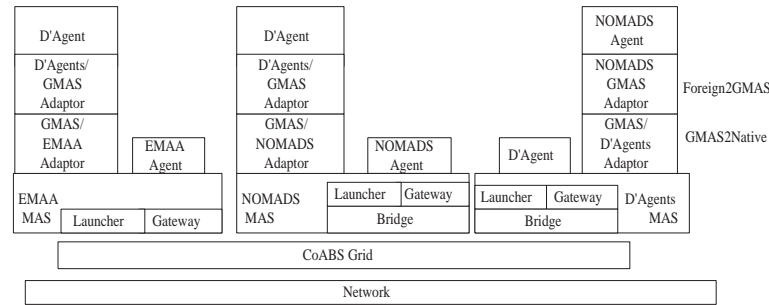 D'Agent
D'Agents/
GMAS
Adaptor
GMAS/
EMAA
Adaptor
EMAA
Agent
EMAA
MAS
Launcher
Gateway
D'Agent
D'Agents/
GMAS
Adaptor
GMAS/
NOMADS
Adaptor
NOMADS
Agent
NOMADS
MAS
Launcher
Gateway
Bridge
NOMADS
Agent
NOMADS
GMAS
Adaptor
GMAS/
D'Agents
Adaptor
D'Agent
Launcher
Gateway
Bridge
D'Agents
MAS
Foreign2GMAS
GMAS2Native
CoABS Grid
Network